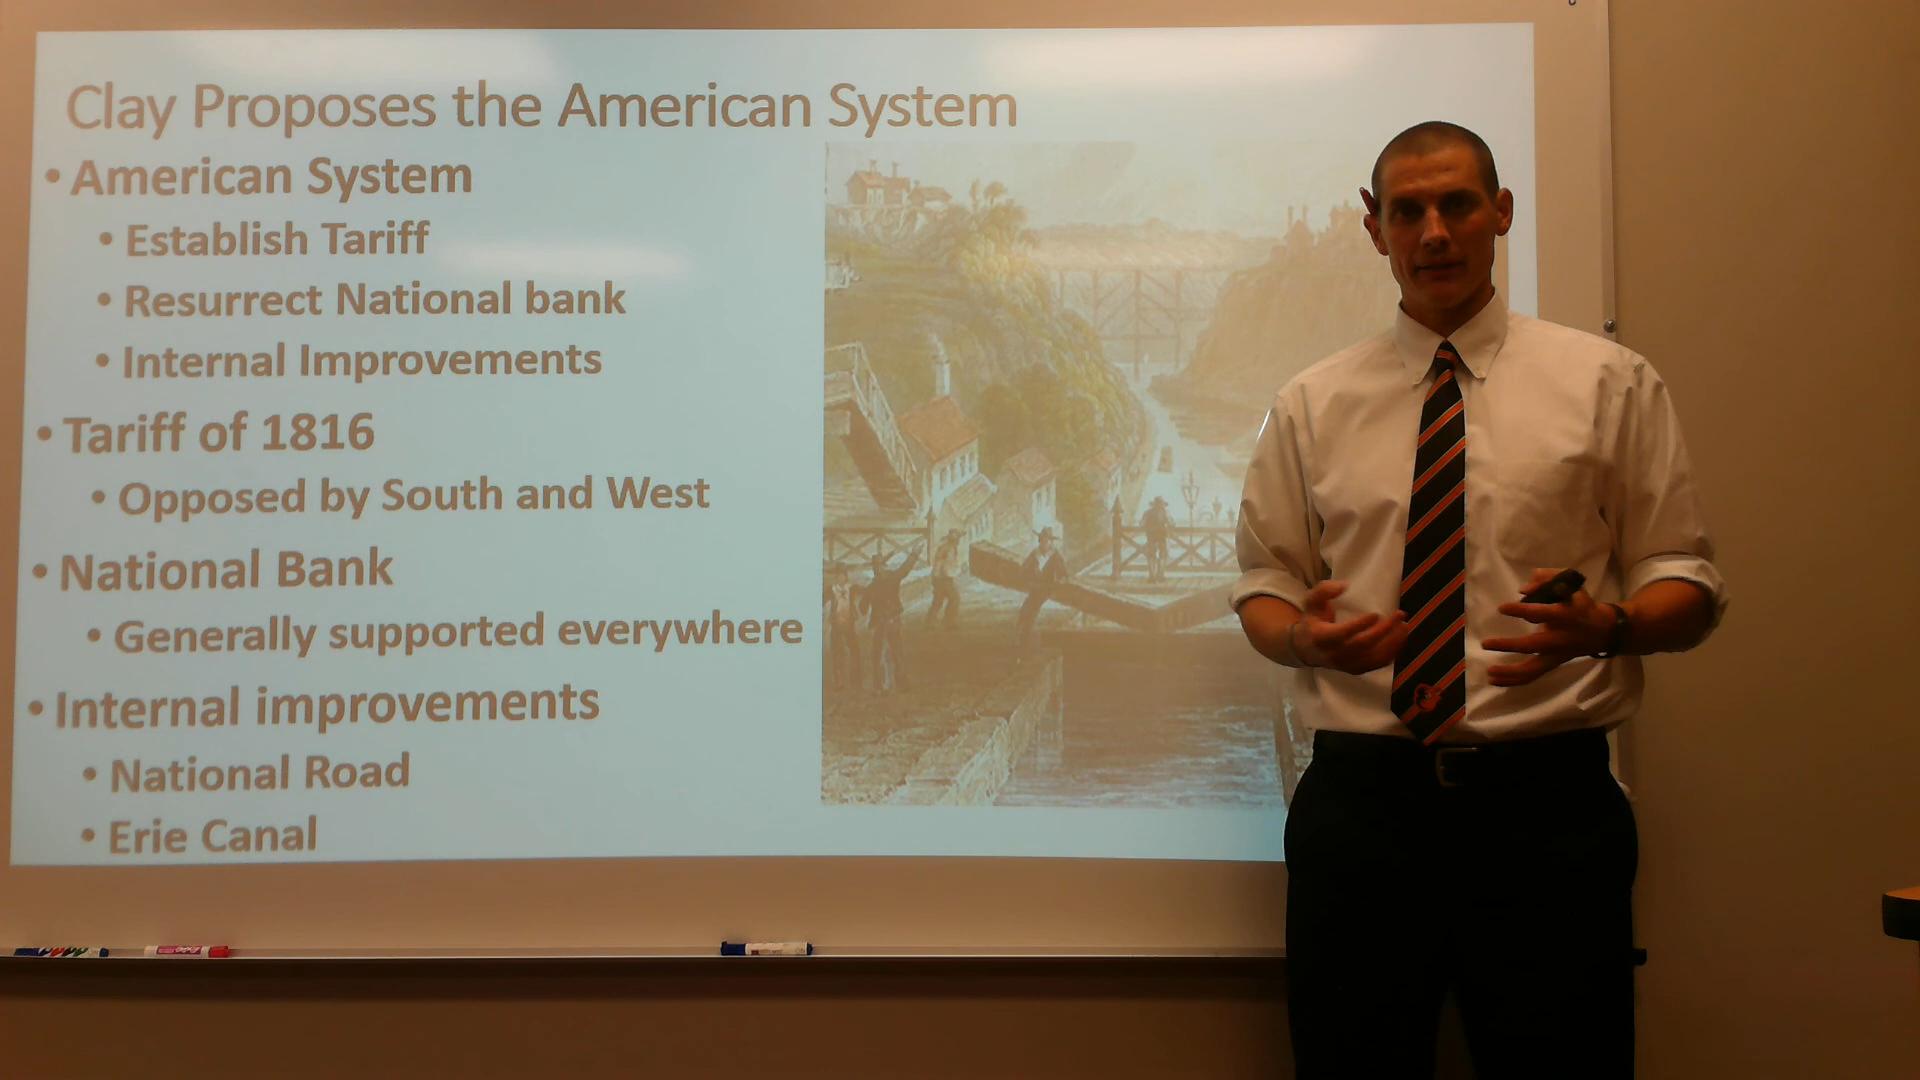 Clay Proposes the American System
• American System
• Establish Tariff
• Resurrect National bank
• Internal Improvements
• Tariff of 1816
• Opposed by South and West
• National Bank
• Generally supported everywhere
• Internal improvements
• National Road
• Erie Canal